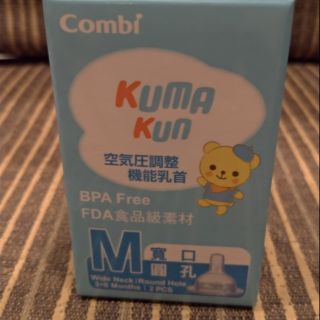 Combi
KUMA
KUN
空気圧調整
機能乳首
BPA Free
FDA食品級素材
M 寬口
圓孔
Wide Neck | Round Hole
3~6 Months | 2 PCS